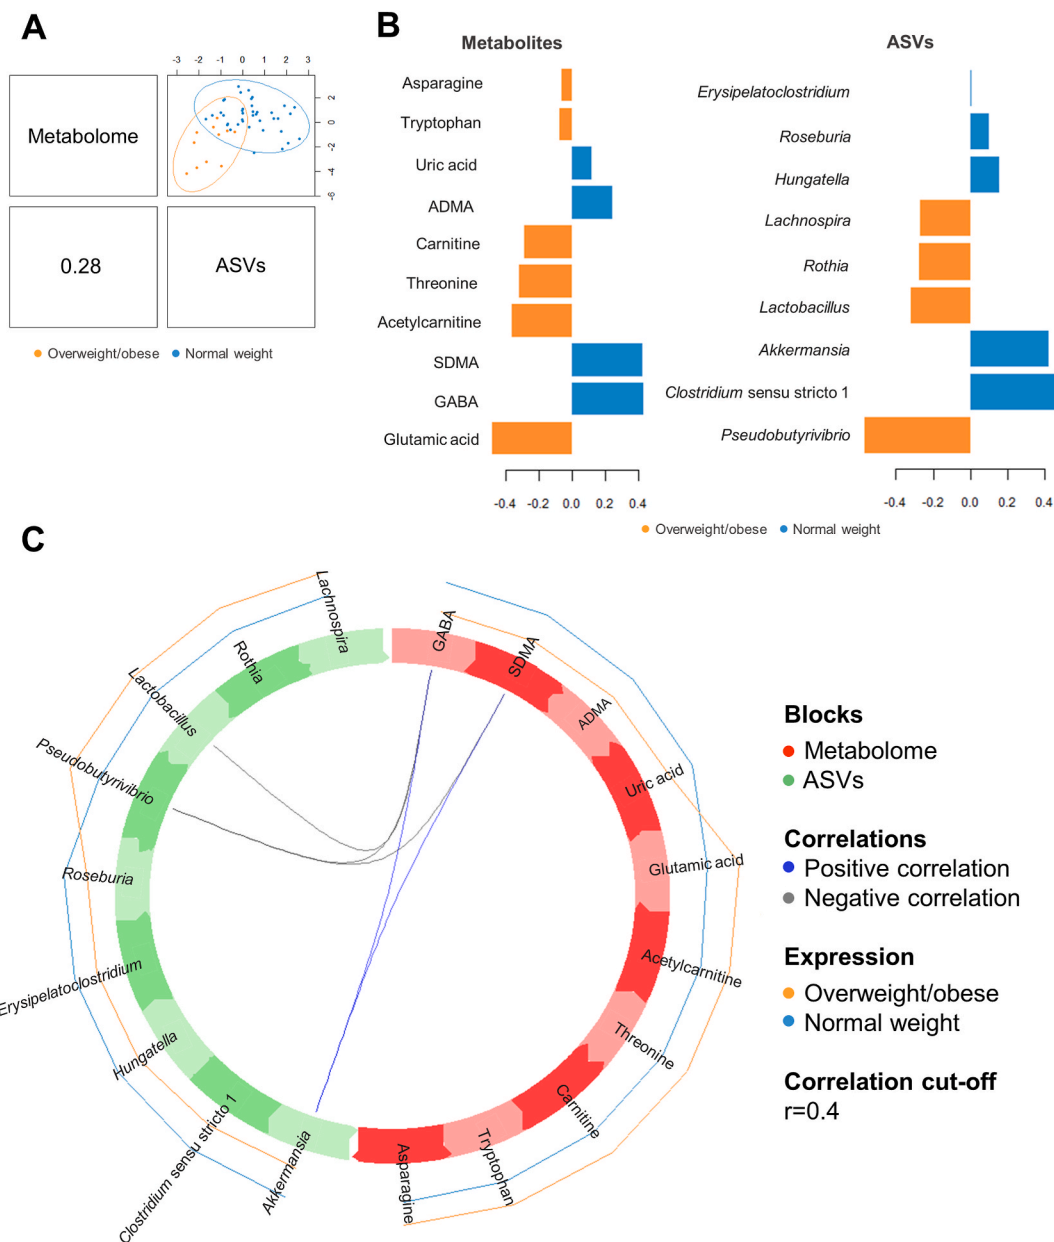 A
-3 -2 -1 0 1 2 3
Metabolome
2
0
-2
-4
-6
0.28
ASVs
Overweight/obese Normal weight
B
Metabolites
Asparagine
Tryptophan
Uric acid
ADMA
Carnitine
Threonine
Acetylcarnitine
SDMA
GABA
Glutamic acid
-0.4 -0.2 0.0 0.2 0.4
ASVs
Erysipelatoclostridium
Roseburia
Hungatella
Lachnospira
Rothia
Lactobacillus
Akkermansia
Clostridium sensu stricto 1
Pseudobutyrivibrio
-0.4 -0.2 0.0 0.2 0.4
Overweight/obese Normal weight
C
GABA
SDMA
ADMA
Uric acid
Glutamic acid
Acetylcarnitine
Threonine
Carnitine
Tryptophan
Asparagine
Akkermansia
Clostridium sensu stricto 1
Hungatella
Erysipelatoclostridium
Roseburia
Pseudobutyrivibrio
Lactobacillus
Rothia
Lachnospira
Blocks
Metabolome
ASVs
Correlations
Positive correlation
Negative correlation
Expression
Overweight/obese
Normal weight
Correlation cut-off
r=0.4